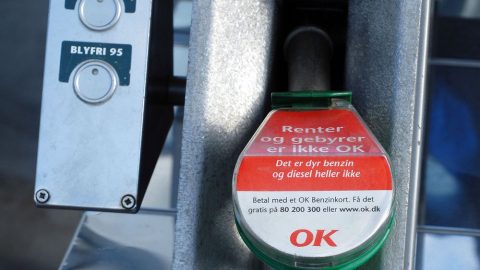 BLYFRI 95
Renter
og gebyrer
er ikke OK
Det er dyr benzin
og diesel heller ikke
Betal med et OK Benzinkort. Få det
gratis på 80 200 300 eller www.ok.dk
OK